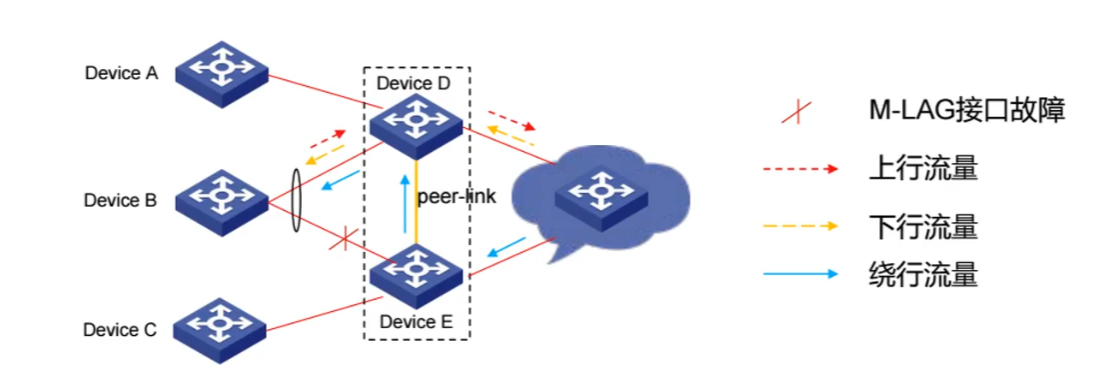 Device A
Device D
Device B
peer-link
Device C
Device E
M-LAG接口故障
上行流量
下行流量
绕行流量